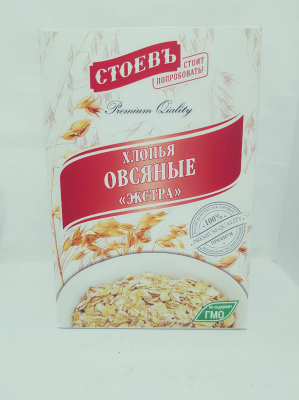 СТОЕВЪ
СТОИТ
ПОПРОБОВАТЬ!
Premium Quality
ХЛОПЬЯ
ОВСЯНЫЕ
«ЭКСТРА»
100%
PREMIUM QUALITY
ПРЕМИУМ
не содержит
ГМО